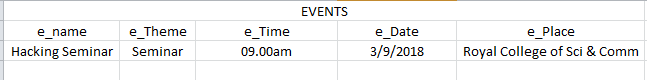 EVENTS
e_name e_Theme e_Time e_Date e_Place
Hacking Seminar Seminar 09.00am 3/9/2018 Royal College of Sci & Comm